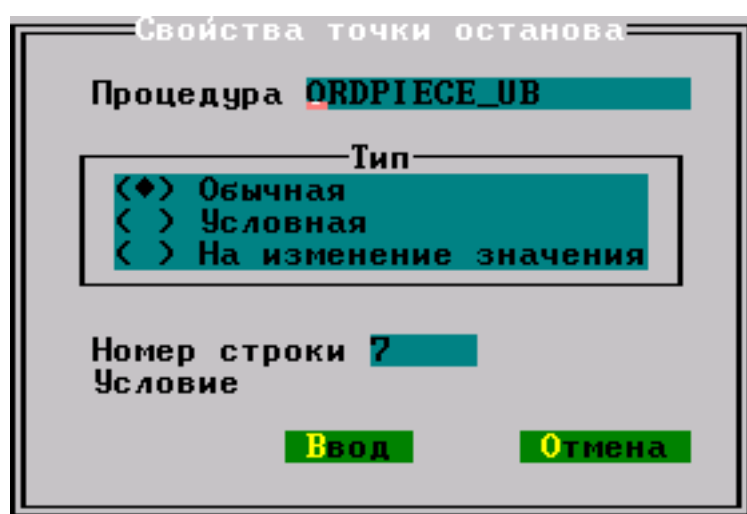 Свойства точки останова
Процедура ORDPIECE_UB
Тип
(♦) Обычная
( ) Условная
( ) На изменение значения
Номер строки 7
Условие
Ввод Отмена